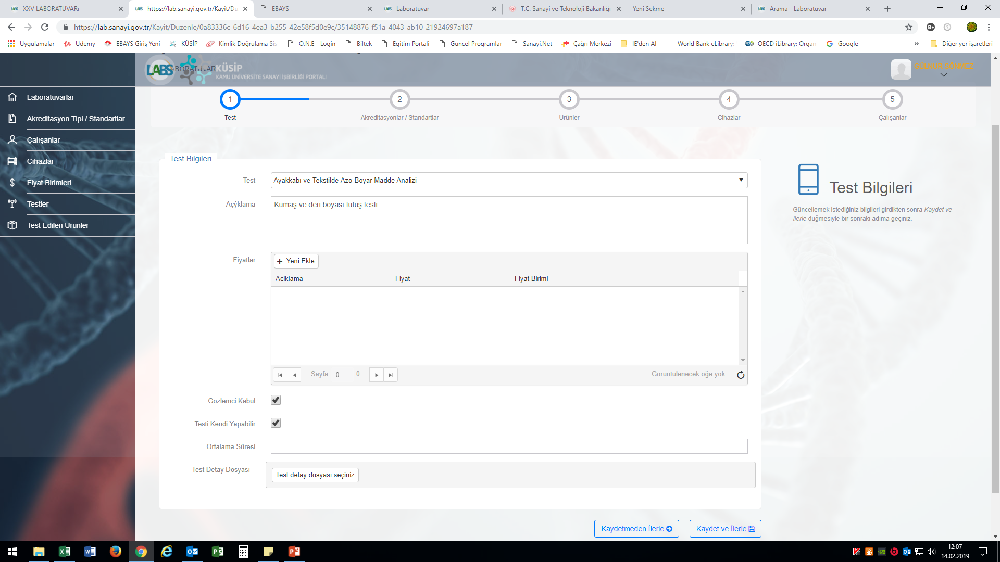 XXV LABORATUVARı
https://lab.sanayi.gov.tr/Kayit/Du
EBAYS
Laboratuvar
T.C. Sanayi ve Teknoloji Bakanlığı
Yeni Sekme
Arama - Laboratuvar
https://lab.sanayi.gov.tr/Kayit/Duzenle/0a83336c-6d16-4ea3-b255-42e58f5d0e9c/35148876-f51a-4043-ab10-21924697a187
Uygulamalar
Udemy
EBAYS Giriş Yeni
KÜSİP
Kimlik Doğrulama Sis
O.N.E - Login
Biltek
Egitim Portali
Güncel Programlar
Sanayi.Net
Çağrı Merkezi
IE'den Al
World Bank eLibrary:
OECD iLibrary: Organ
Google
»
Diğer yer işaretleri
LABS
LABORATUVAR
KÜSİP
KAMU ÜNİVERSİTE SANAYİ İŞBİRLİĞİ PORTALI
GÜLNUR SÖNMEZ
Laboratuvarlar
Akreditasyon Tipi / Standartlar
Çalışanlar
Cihazlar
Fiyat Birimleri
Testler
Test Edilen Ürünler
1
2
3
4
5
Test
Akreditasyonlar / Standartlar
Ürünler
Cihazlar
Çalışanlar
Test Bilgileri
Test
Ayakkabı ve Tekstilde Azo-Boyar Madde Analizi
Açýklama
Kumaş ve deri boyası tutuş testi
Fiyatlar
+ Yeni Ekle
Aciklama
Fiyat
Fiyat Birimi
Sayfa 0 0
Görüntülenecek öğe yok
Gözlemci Kabul
Testi Kendi Yapabilir
Ortalama Süresi
Test Detay Dosyası
Test detay dosyası seçiniz
Kaydetmeden İlerle
Kaydet ve İlerle
Test Bilgileri
Güncellemek istediğiniz bilgileri girdikten sonra Kaydet ve
İlerle düğmesiyle bir sonraki adıma geçiniz.
12:07
14.02.2019